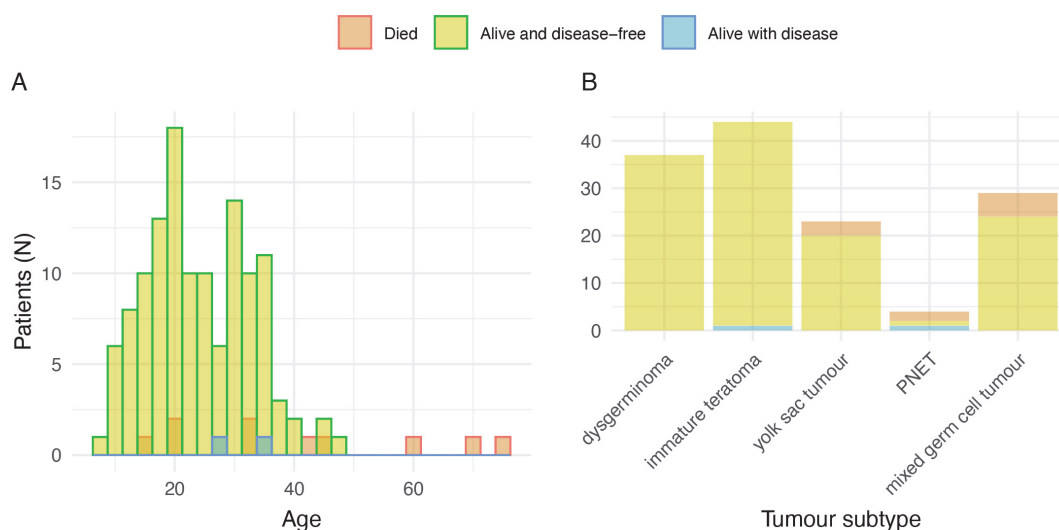 Died Alive and disease–free Alive with disease
A
B
15
10
5
0
Patients (N)
20 40 60
Age
40
30
20
10
0
dysgerminoma
immature teratoma
yolk sac tumour
PNET
mixed germ cell tumour
Tumour subtype